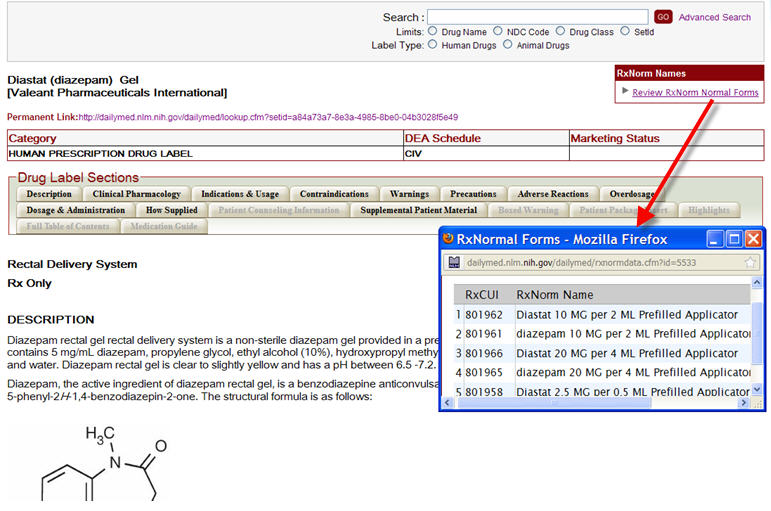 Search : GO Advanced Search
Limits: Drug Name NDC Code Drug Class SetId
Label Type: Human Drugs Animal Drugs
Diastat (diazepam) Gel
[Valeant Pharmaceuticals International]
RxNorm Names
Review RxNorm Normal Forms
Permanent Link:http://dailymed.nlm.nih.gov/dailymed/lookup.cfm?setid=a84a73a7-8e3a-4985-8be0-04b3028f5e49
Category DEA Schedule Marketing Status
HUMAN PRESCRIPTION DRUG LABEL CIV
Drug Label Sections
Description Clinical Pharmacology Indications & Usage Contraindications Warnings Precautions Adverse Reactions Overdosage
Dosage & Administration How Supplied Patient Counseling Information Supplemental Patient Material Boxed Warning Patient Package Highlights
Full Table of Contents Medication Guide
RxNormal Forms - Mozilla Firefox
dailymed.nlm.nih.gov/dailymed/rxnormdata.cfm?id=5533
RxCUI RxNorm Name
1 801962 Diastat 10 MG per 2 ML Prefilled Applicator
2 801961 diazepam 10 MG per 2 ML Prefilled Applicator
3 801966 Diastat 20 MG per 4 ML Prefilled Applicator
4 801965 diazepam 20 MG per 4 ML Prefilled Applicator
5 801958 Diastat 2.5 MG per 0.5 ML Prefilled Applicator
Rectal Delivery System
Rx Only
DESCRIPTION
Diazepam rectal gel rectal delivery system is a non-sterile diazepam gel provided in a pre
contains 5 mg/mL diazepam, propylene glycol, ethyl alcohol (10%), hydroxypropyl methy
and water. Diazepam rectal gel is clear to slightly yellow and has a pH between 6.5 -7.2.
Diazepam, the active ingredient of diazepam rectal gel, is a benzodiazepine anticonvulsa
5-phenyl-2H-1,4-benzodiazepin-2-one. The structural formula is as follows:
H₃C
N
O